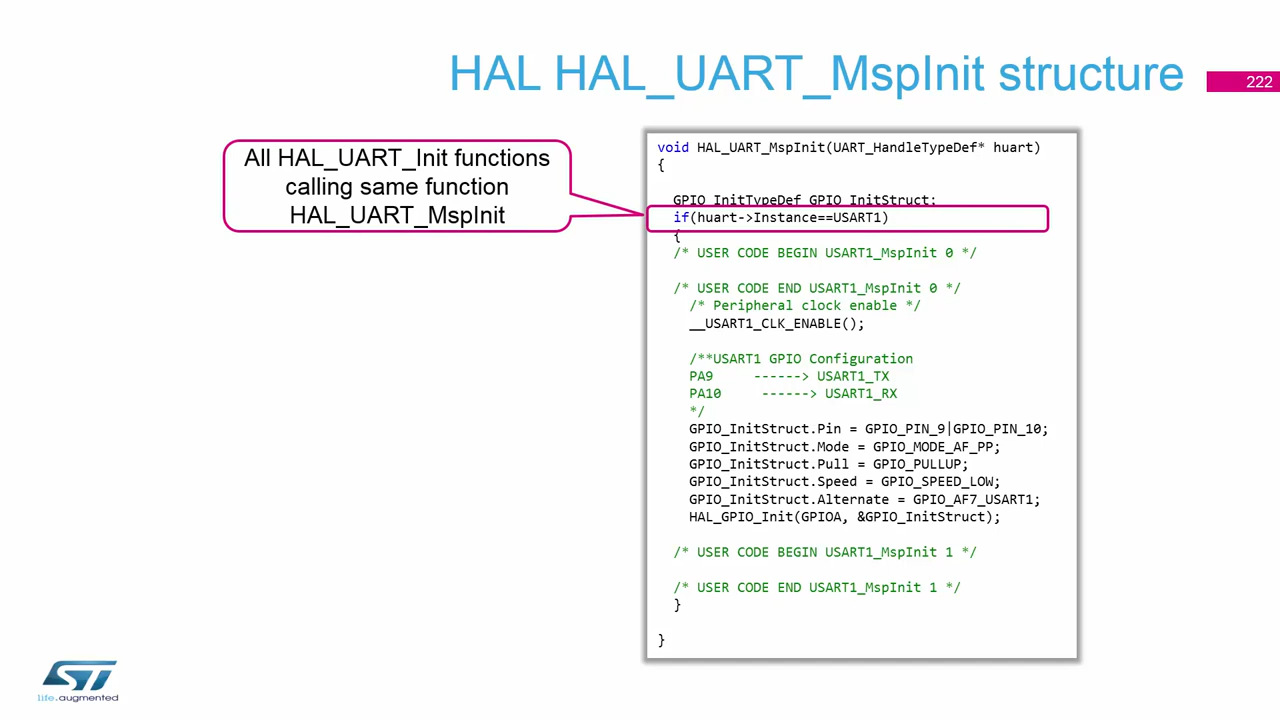 HAL HAL_UART_MspInit structure
222
All HAL_UART_Init functions
calling same function
HAL_UART_MspInit
void HAL_UART_MspInit(UART_HandleTypeDef* huart)
{
GPIO_InitTypeDef GPIO_InitStruct;
if(huart->Instance==USART1)
{
/* USER CODE BEGIN USART1_MspInit 0 */
/* USER CODE END USART1_MspInit 0 */
/* Peripheral clock enable */
__USART1_CLK_ENABLE();
/**USART1 GPIO Configuration
PA9     ------> USART1_TX
PA10     ------> USART1_RX
*/
GPIO_InitStruct.Pin = GPIO_PIN_9|GPIO_PIN_10;
GPIO_InitStruct.Mode = GPIO_MODE_AF_PP;
GPIO_InitStruct.Pull = GPIO_PULLUP;
GPIO_InitStruct.Speed = GPIO_SPEED_LOW;
GPIO_InitStruct.Alternate = GPIO_AF7_USART1;
HAL_GPIO_Init(GPIOA, &GPIO_InitStruct);
/* USER CODE BEGIN USART1_MspInit 1 */
/* USER CODE END USART1_MspInit 1 */
}
}
ST
life.augmented